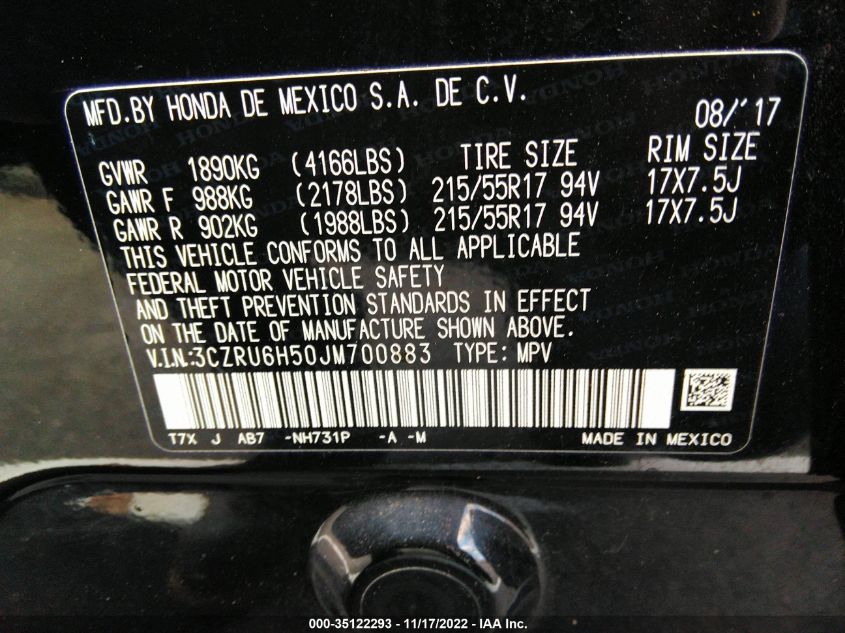 MFD.BY HONDA DE MEXICO S.A. DE C.V. 08/'17
GVWR 1890KG (4166LBS) TIRE SIZE RIM SIZE
GAWR F 988KG (2178LBS) 215/55R17 94V 17X7.5J
GAWR R 902KG (1988LBS) 215/55R17 94V 17X7.5J
THIS VEHICLE CONFORMS TO ALL APPLICABLE
FEDERAL MOTOR VEHICLE SAFETY
AND THEFT PREVENTION STANDARDS IN EFFECT
ON THE DATE OF MANUFACTURE SHOWN ABOVE.
V.I.N.:3CZRU6H50JM700883 TYPE: MPV
T7X J AB7 -NH731P -A -M MADE IN MEXICO
000-35122293 - 11/17/2022 - IAA Inc.